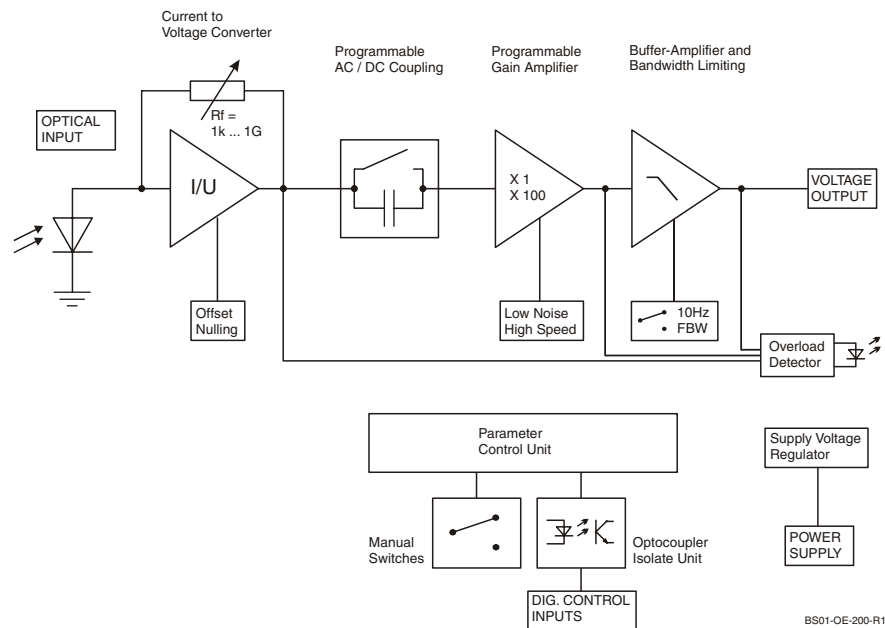 Current to
Voltage Converter
Programmable
AC / DC Coupling
Programmable
Gain Amplifier
Buffer-Amplifier and
Bandwidth Limiting
OPTICAL
INPUT
Rf =
1k ... 1G
I/U
X 1
X 100
VOLTAGE
OUTPUT
Offset
Nulling
Low Noise
High Speed
10Hz
FBW
Overload
Detector
Parameter
Control Unit
Supply Voltage
Regulator
Manual
Switches
Optocoupler
Isolate Unit
POWER
SUPPLY
DIG. CONTROL
INPUTS
BS01-OE-200-R1